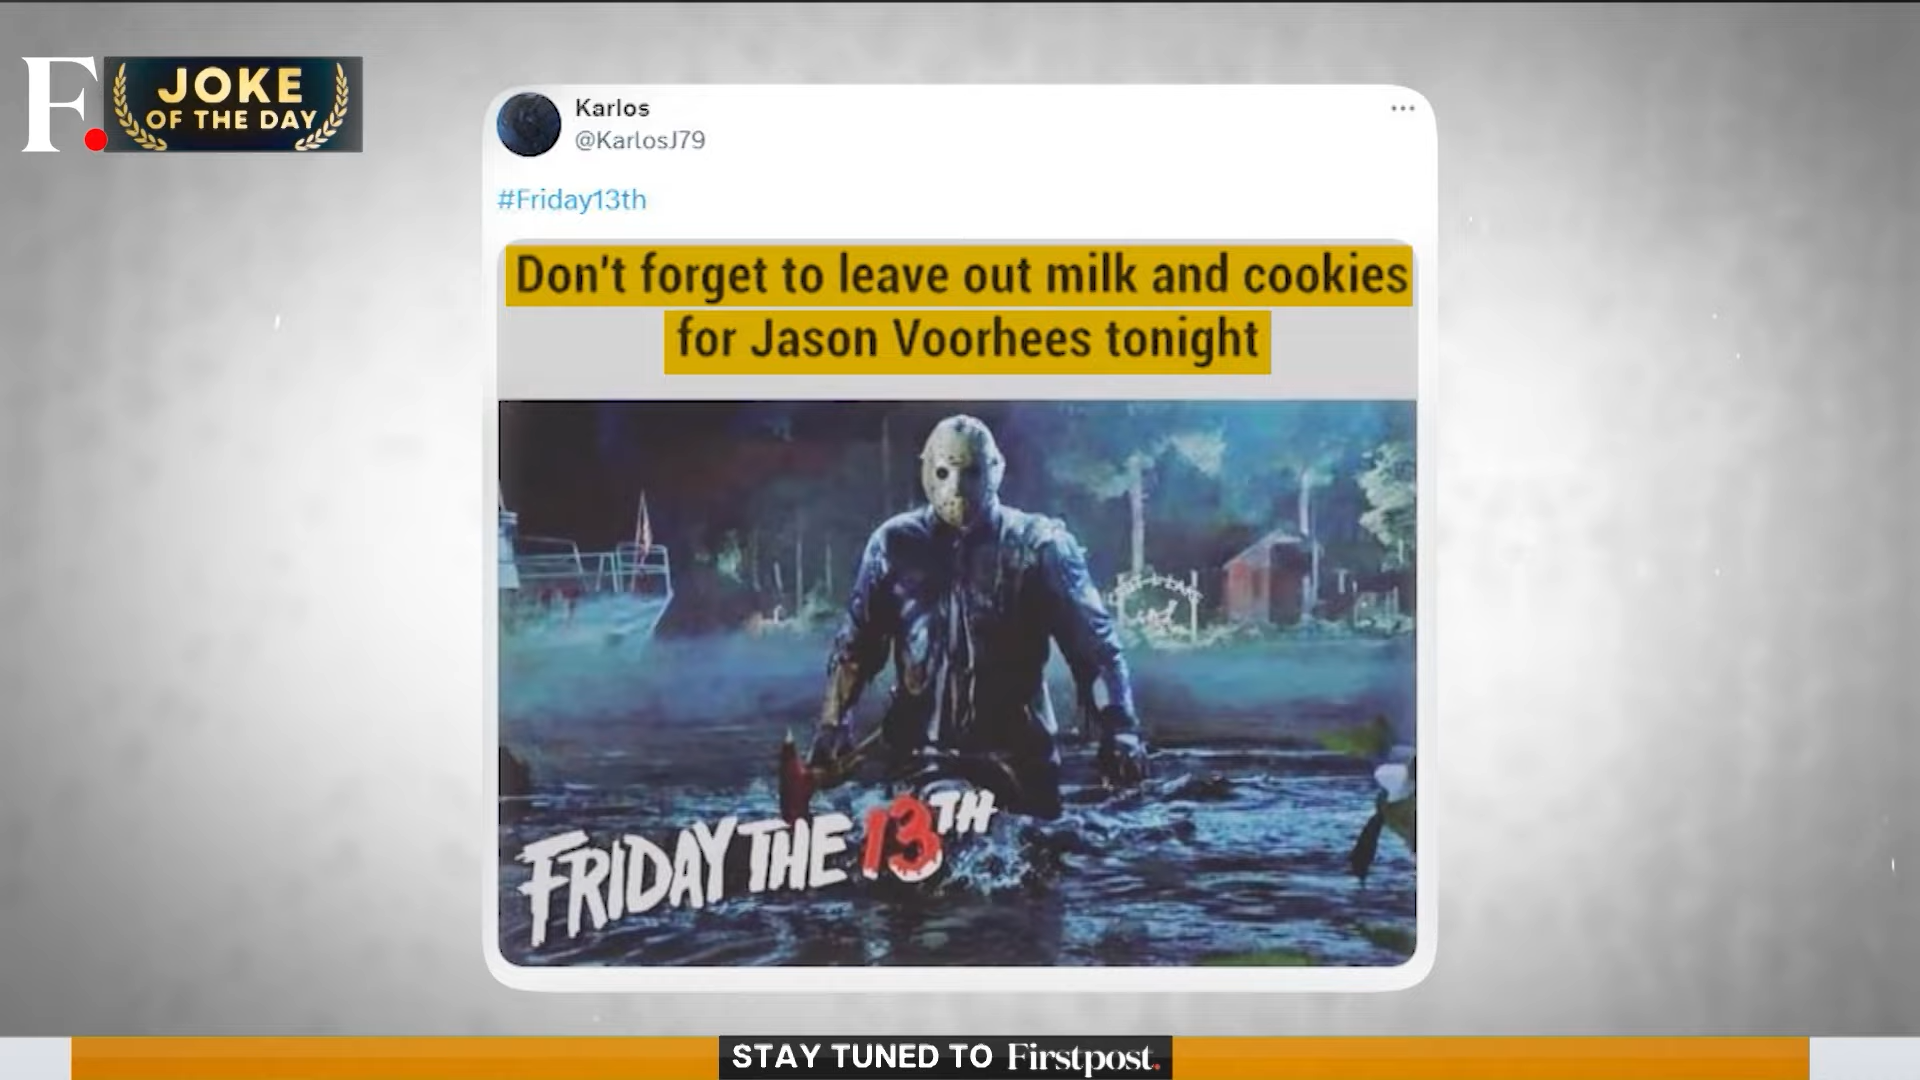 F.
JOKE
OF THE DAY
Karlos
@KarlosJ79
#Friday13th
Don't forget to leave out milk and cookies
for Jason Voorhees tonight
FRIDAY THE 13TH
STAY TUNED TO Firstpost.